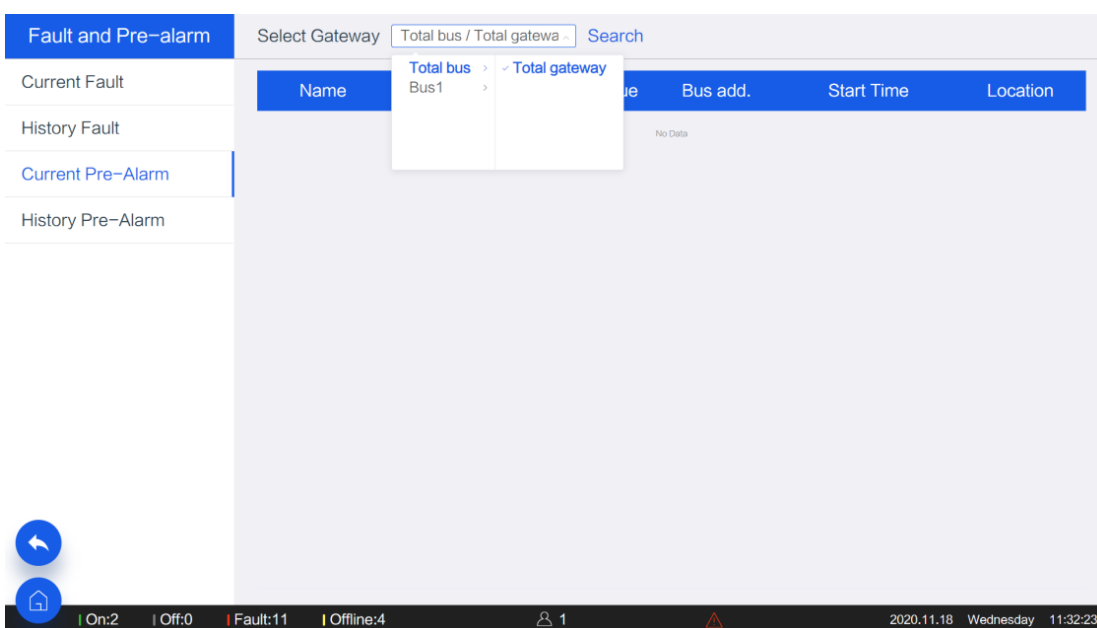 Fault and Pre-alarm
Select Gateway Total bus / Total gatewa Search
Current Fault
History Fault
Current Pre-Alarm
History Pre-Alarm
Total bus Total gateway
Bus1
Name ue Bus add. Start Time Location
No Data
On:2 Off:0 Fault:11 Offline:4 1 2020.11.18 Wednesday 11:32:23